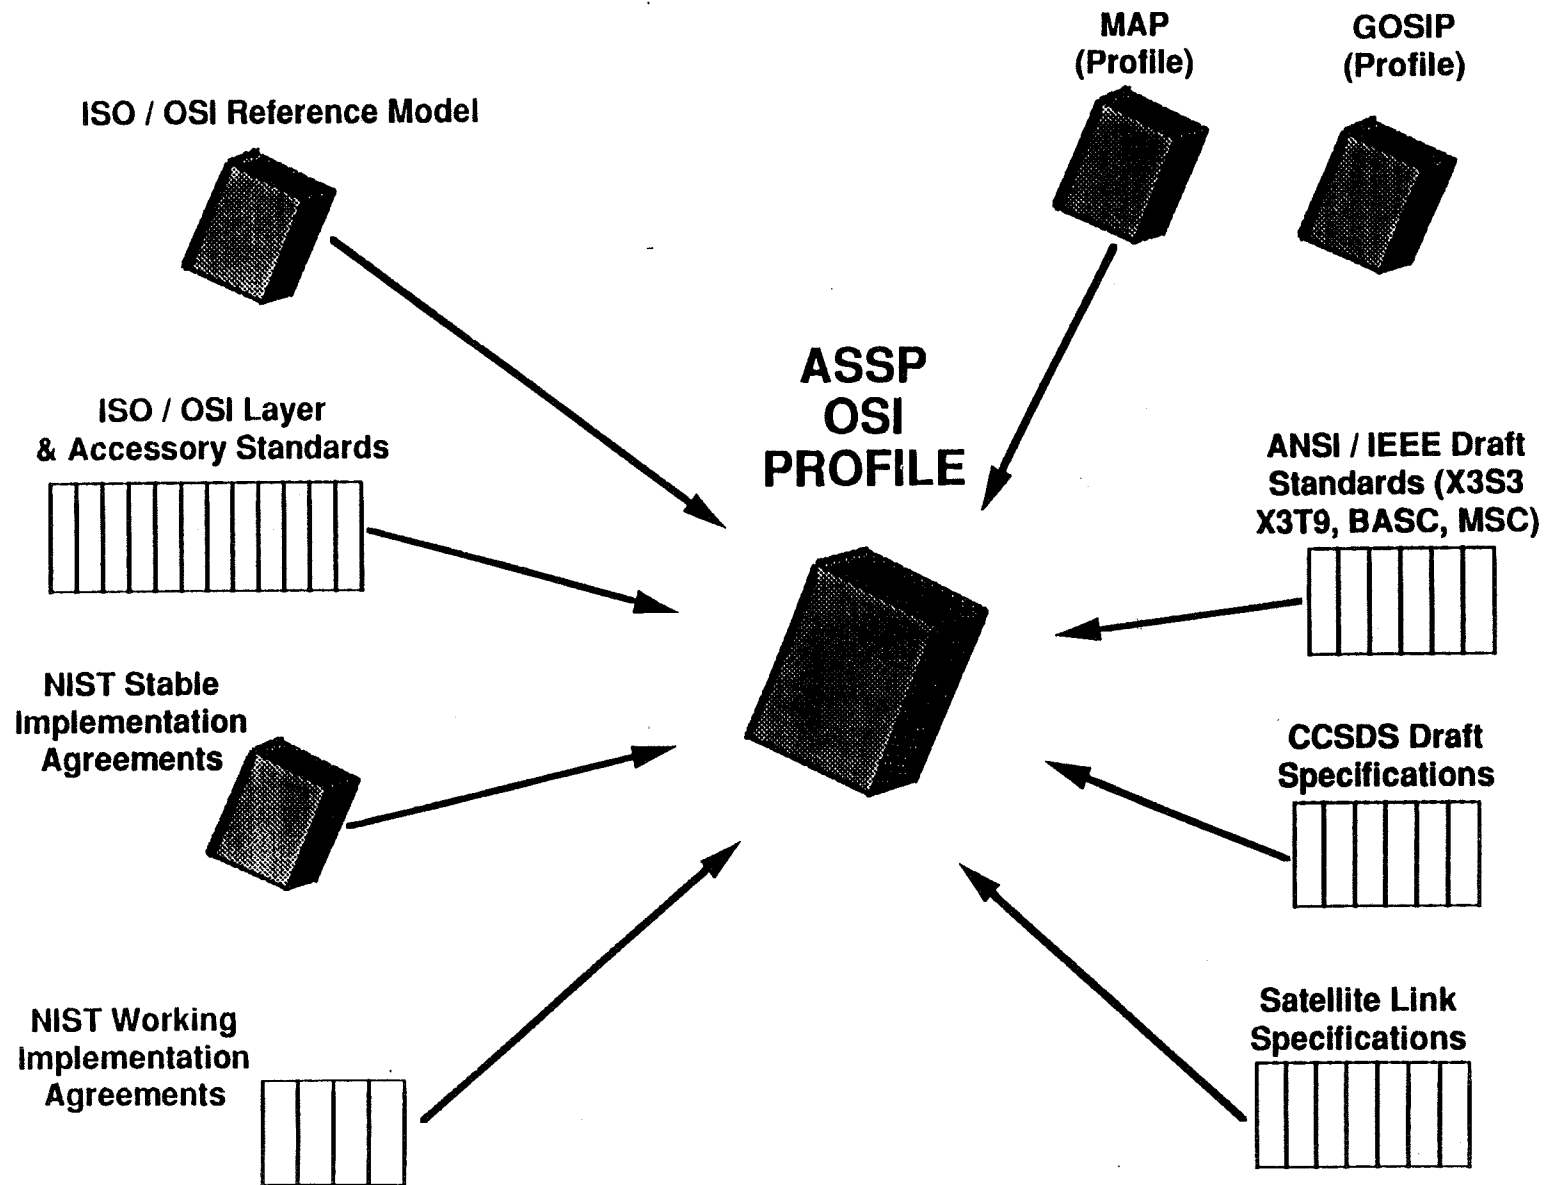 MAP
(Profile)
GOSIP
(Profile)
ISO / OSI Reference Model
ASSP
OSI
PROFILE
ISO / OSI Layer
& Accessory Standards
ANSI / IEEE Draft
Standards (X3S3
X3T9, BASC, MSC)
NIST Stable
Implementation
Agreements
CCSDS Draft
Specifications
NIST Working
Implementation
Agreements
Satellite Link
Specifications